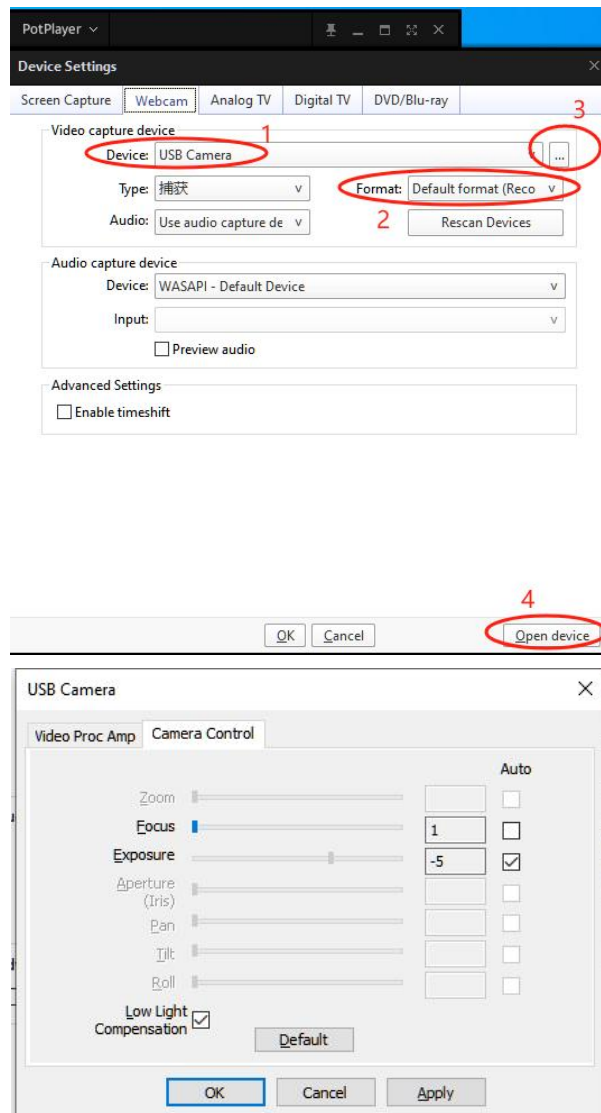 PotPlayer
Device Settings
Screen Capture Webcam Analog TV Digital TV DVD/Blu-ray
3
Video capture device
1
Device: USB Camera ...
Type: 捕获 Format: Default format (Reco
2
Audio: Use audio capture de Rescan Devices
Audio capture device
Device: WASAPI - Default Device
Input:
Preview audio
Advanced Settings
Enable timeshift
4
OK Cancel Open device
USB Camera
Video Proc Amp Camera Control
Auto
Zoom
Focus 1
Exposure -5
Aperture
(Iris)
Pan
Tilt
Roll
Low Light
Compensation
Default
OK Cancel Apply